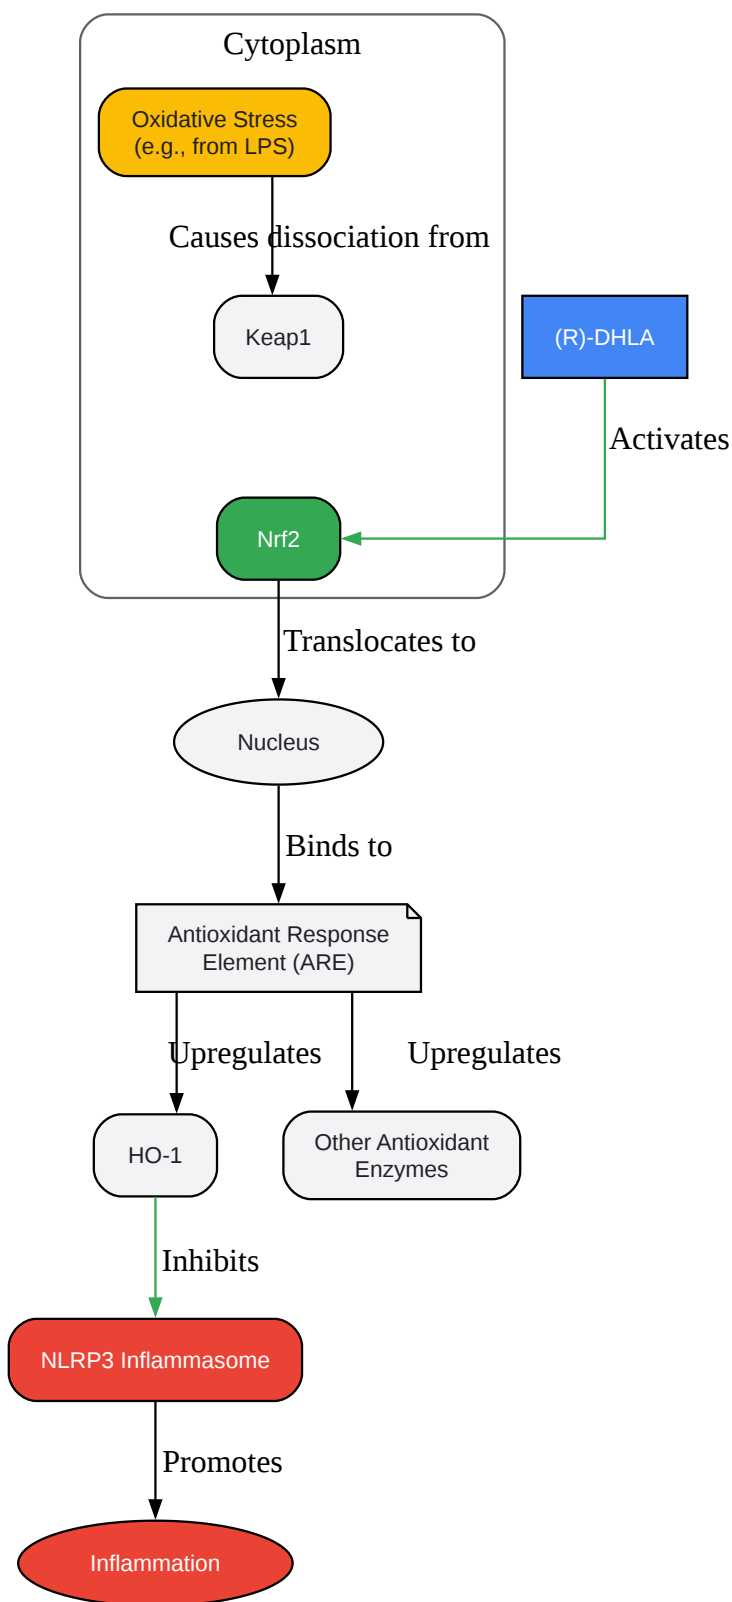 Cytoplasm
Oxidative Stress
(e.g., from LPS)
Causes dissociation from
Keap1
(R)-DHLA
Activates
Nrf2
Translocates to
Nucleus
Binds to
Antioxidant Response
Element (ARE)
Upregulates
Upregulates
HO-1
Other Antioxidant
Enzymes
Inhibits
NLRP3 Inflammasome
Promotes
Inflammation